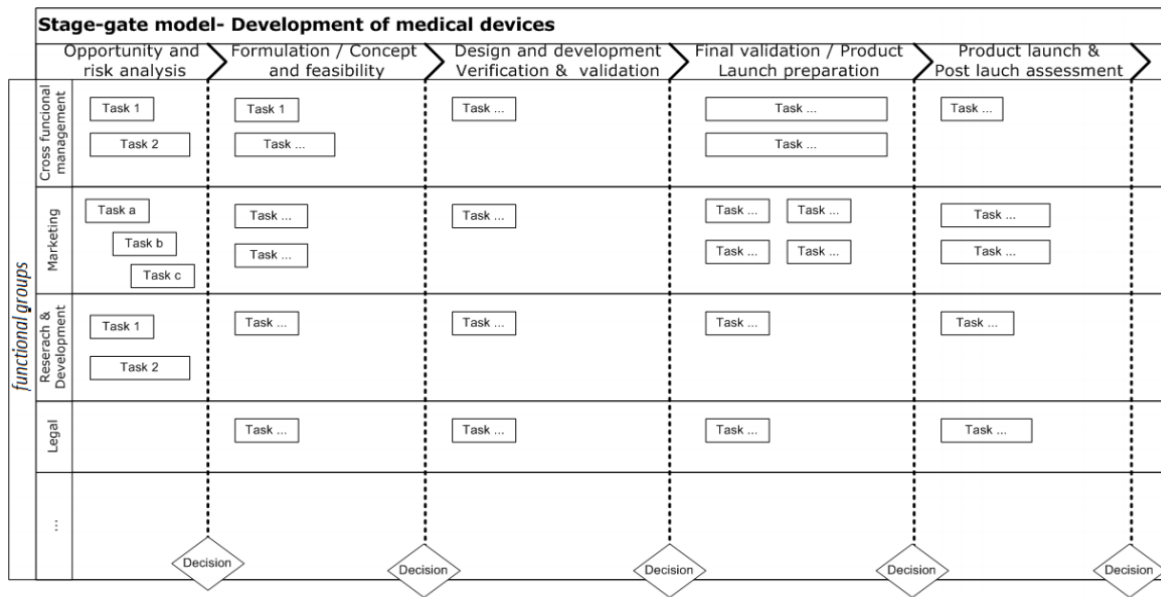 Stage-gate model- Development of medical devices
Opportunity and
risk analysis
Formulation / Concept
and feasibility
Design and development
Verification & validation
Final validation / Product
Launch preparation
Product launch &
Post lauch assessment
functional groups
Cross funcional
management
Task 1
Task 2
Task 1
Task ...
Task ...
Task ...
Task ...
Task ...
Marketing
Task a
Task b
Task c
Task ...
Task ...
Task ...
Task ...
Task ...
Task ...
Task ...
Task ...
Task ...
Reserach &
Development
Task 1
Task 2
Task ...
Task ...
Task ...
Task ...
Legal
Task ...
Task ...
Task ...
Task ...
...
Decision
Decision
Decision
Decision
Decision